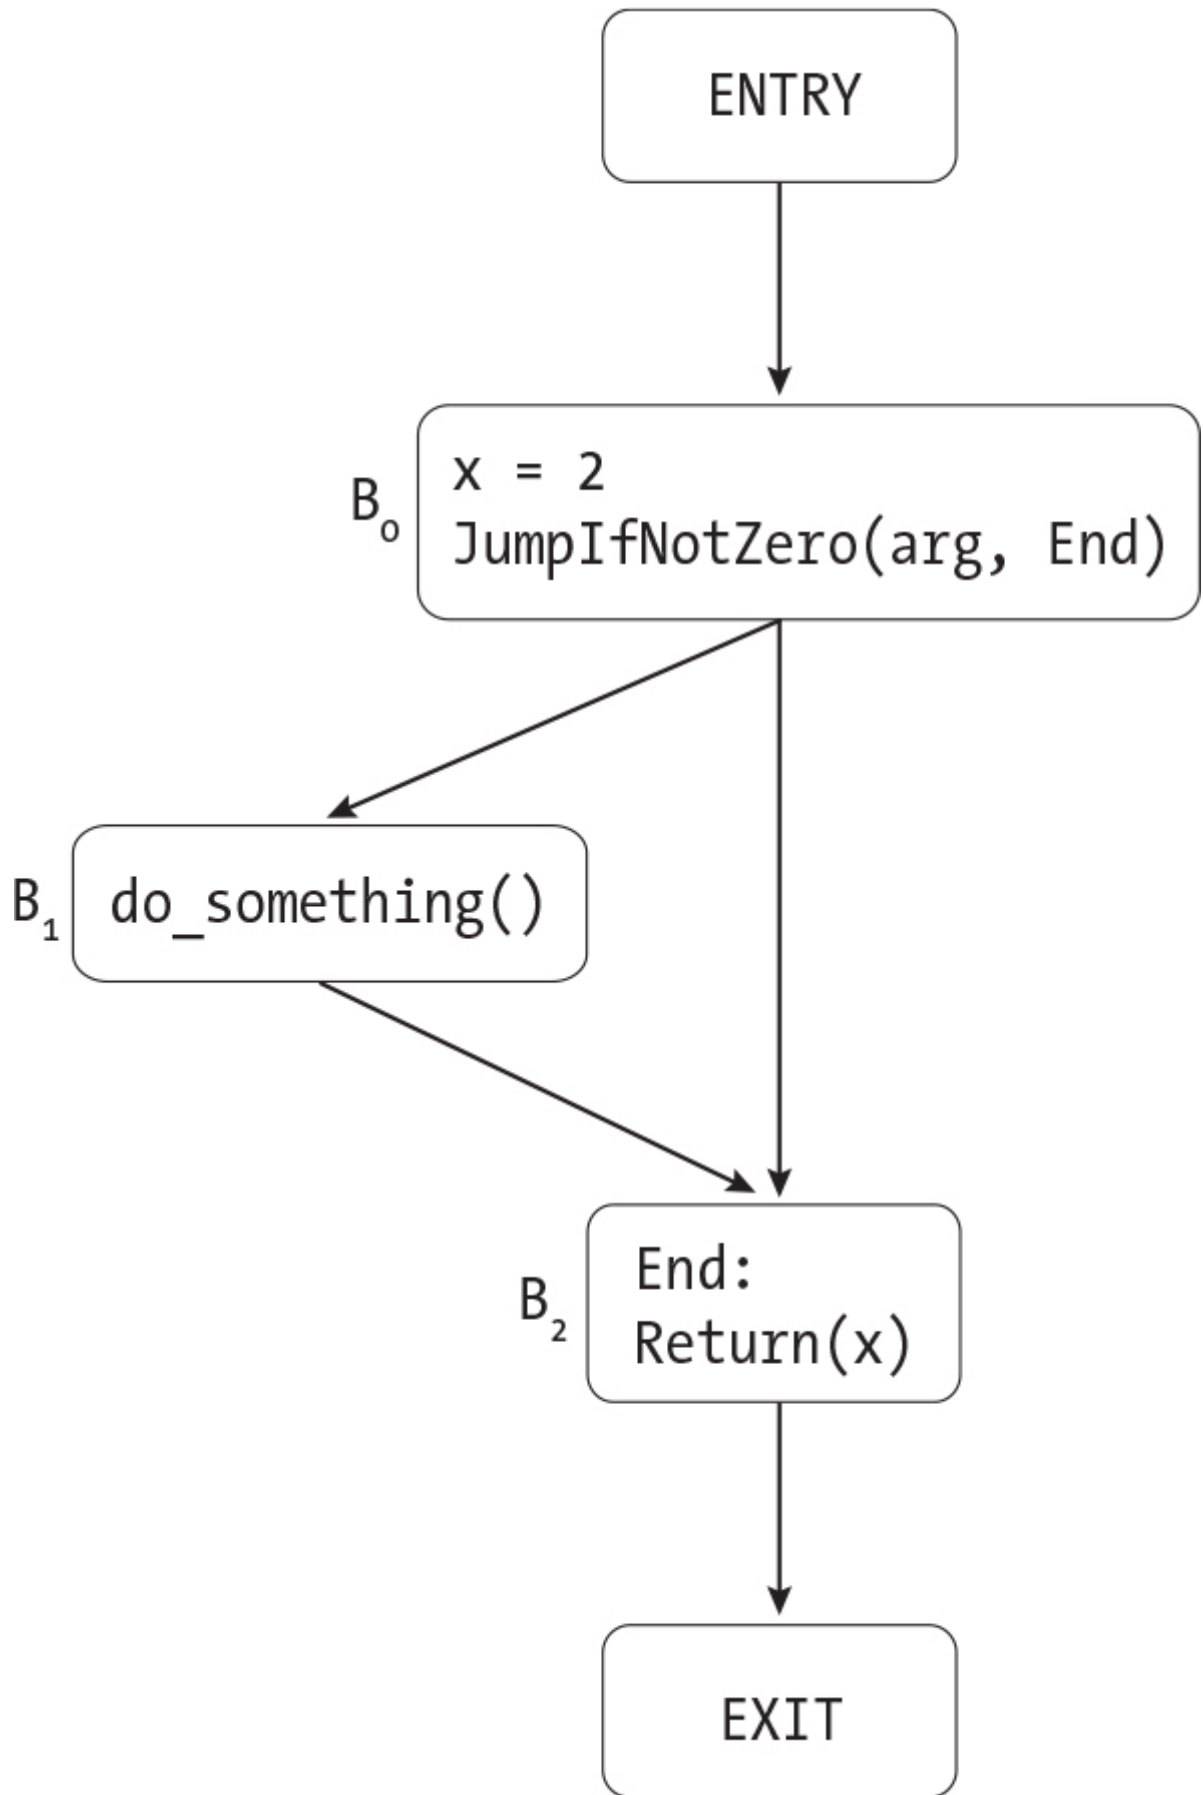 ENTRY
B0
x = 2
JumpIfNotZero(arg, End)
B1
do_something()
B2
End:
Return(x)
EXIT